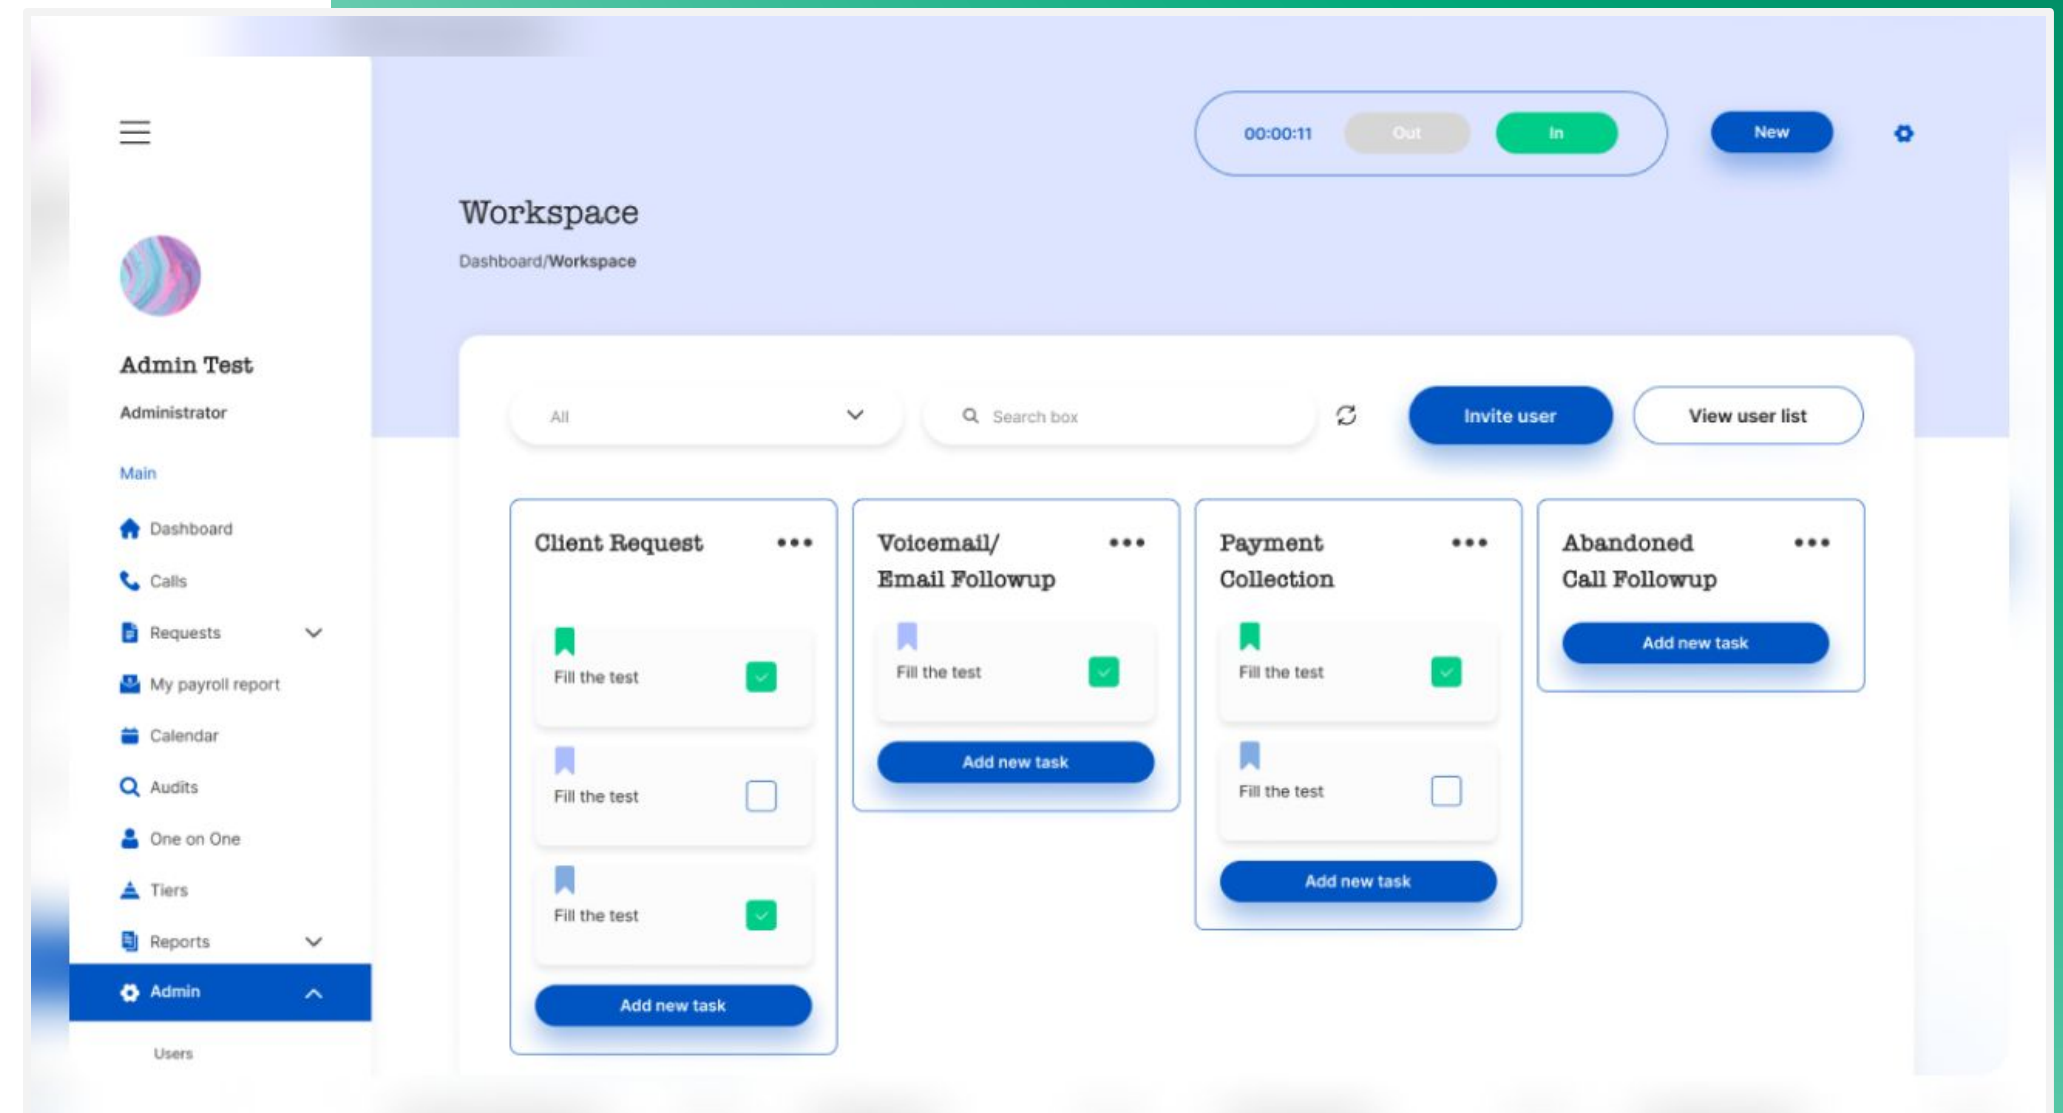 00:00:11
Out
In
New
Workspace
Dashboard/Workspace
Admin Test
Administrator
Main
Dashboard
Calls
Requests
My payroll report
Calendar
Audits
One on One
Tiers
Reports
Admin
Users
All
Search box
Invite user
View user list
Client Request
Fill the test
Fill the test
Fill the test
Add new task
Voicemail/
Email Followup
Fill the test
Add new task
Payment
Collection
Fill the test
Fill the test
Add new task
Abandoned
Call Followup
Add new task